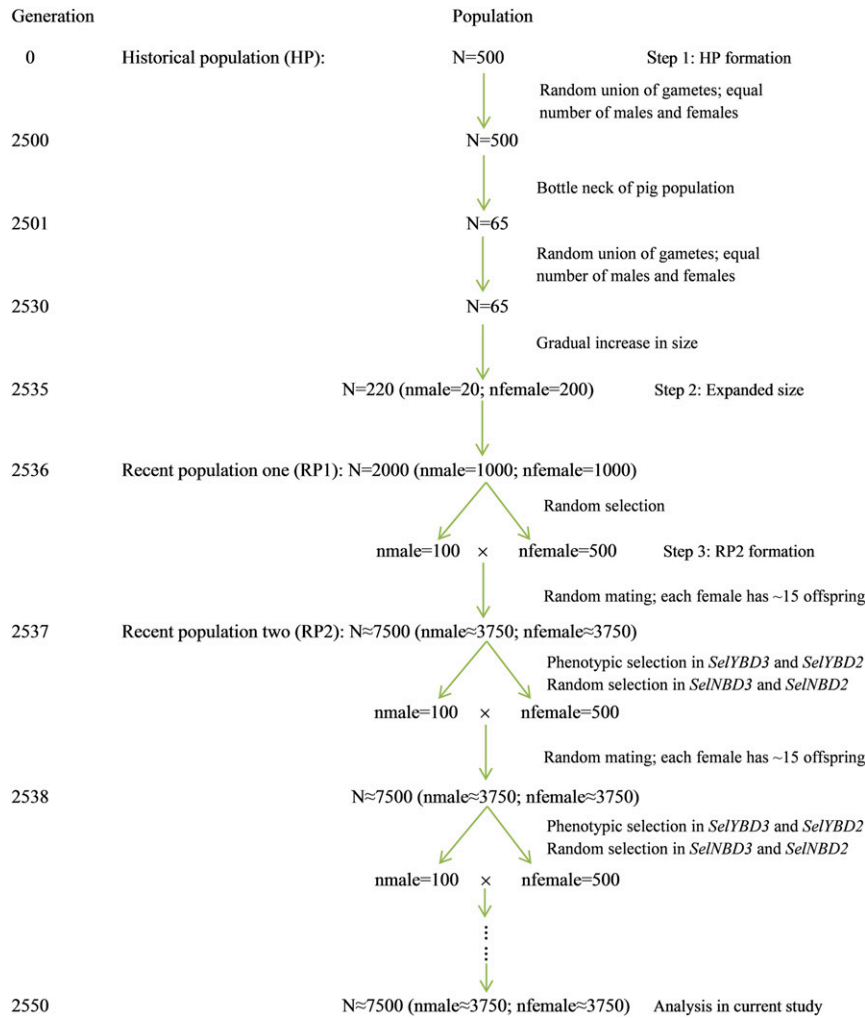 Generation Population
0 Historical population (HP): N=500 Step 1: HP formation
Random union of gametes; equal
number of males and females
2500 N=500
Bottle neck of pig population
2501 N=65
Random union of gametes; equal
number of males and females
2530 N=65
Gradual increase in size
2535 N=220 (nmale=20; nfemale=200) Step 2: Expanded size
2536 Recent population one (RP1): N=2000 (nmale=1000; nfemale=1000)
Random selection
nmale=100 × nfemale=500 Step 3: RP2 formation
Random mating; each female has ~15 offspring
2537 Recent population two (RP2): N≈7500 (nmale≈3750; nfemale≈3750)
Phenotypic selection in SelYBD3 and SelYBD2
Random selection in SelNBD3 and SelNBD2
nmale=100 × nfemale=500
Random mating; each female has ~15 offspring
2538 N≈7500 (nmale≈3750; nfemale≈3750)
Phenotypic selection in SelYBD3 and SelYBD2
Random selection in SelNBD3 and SelNBD2
nmale=100 × nfemale=500
......
2550 N≈7500 (nmale≈3750; nfemale≈3750) Analysis in current study